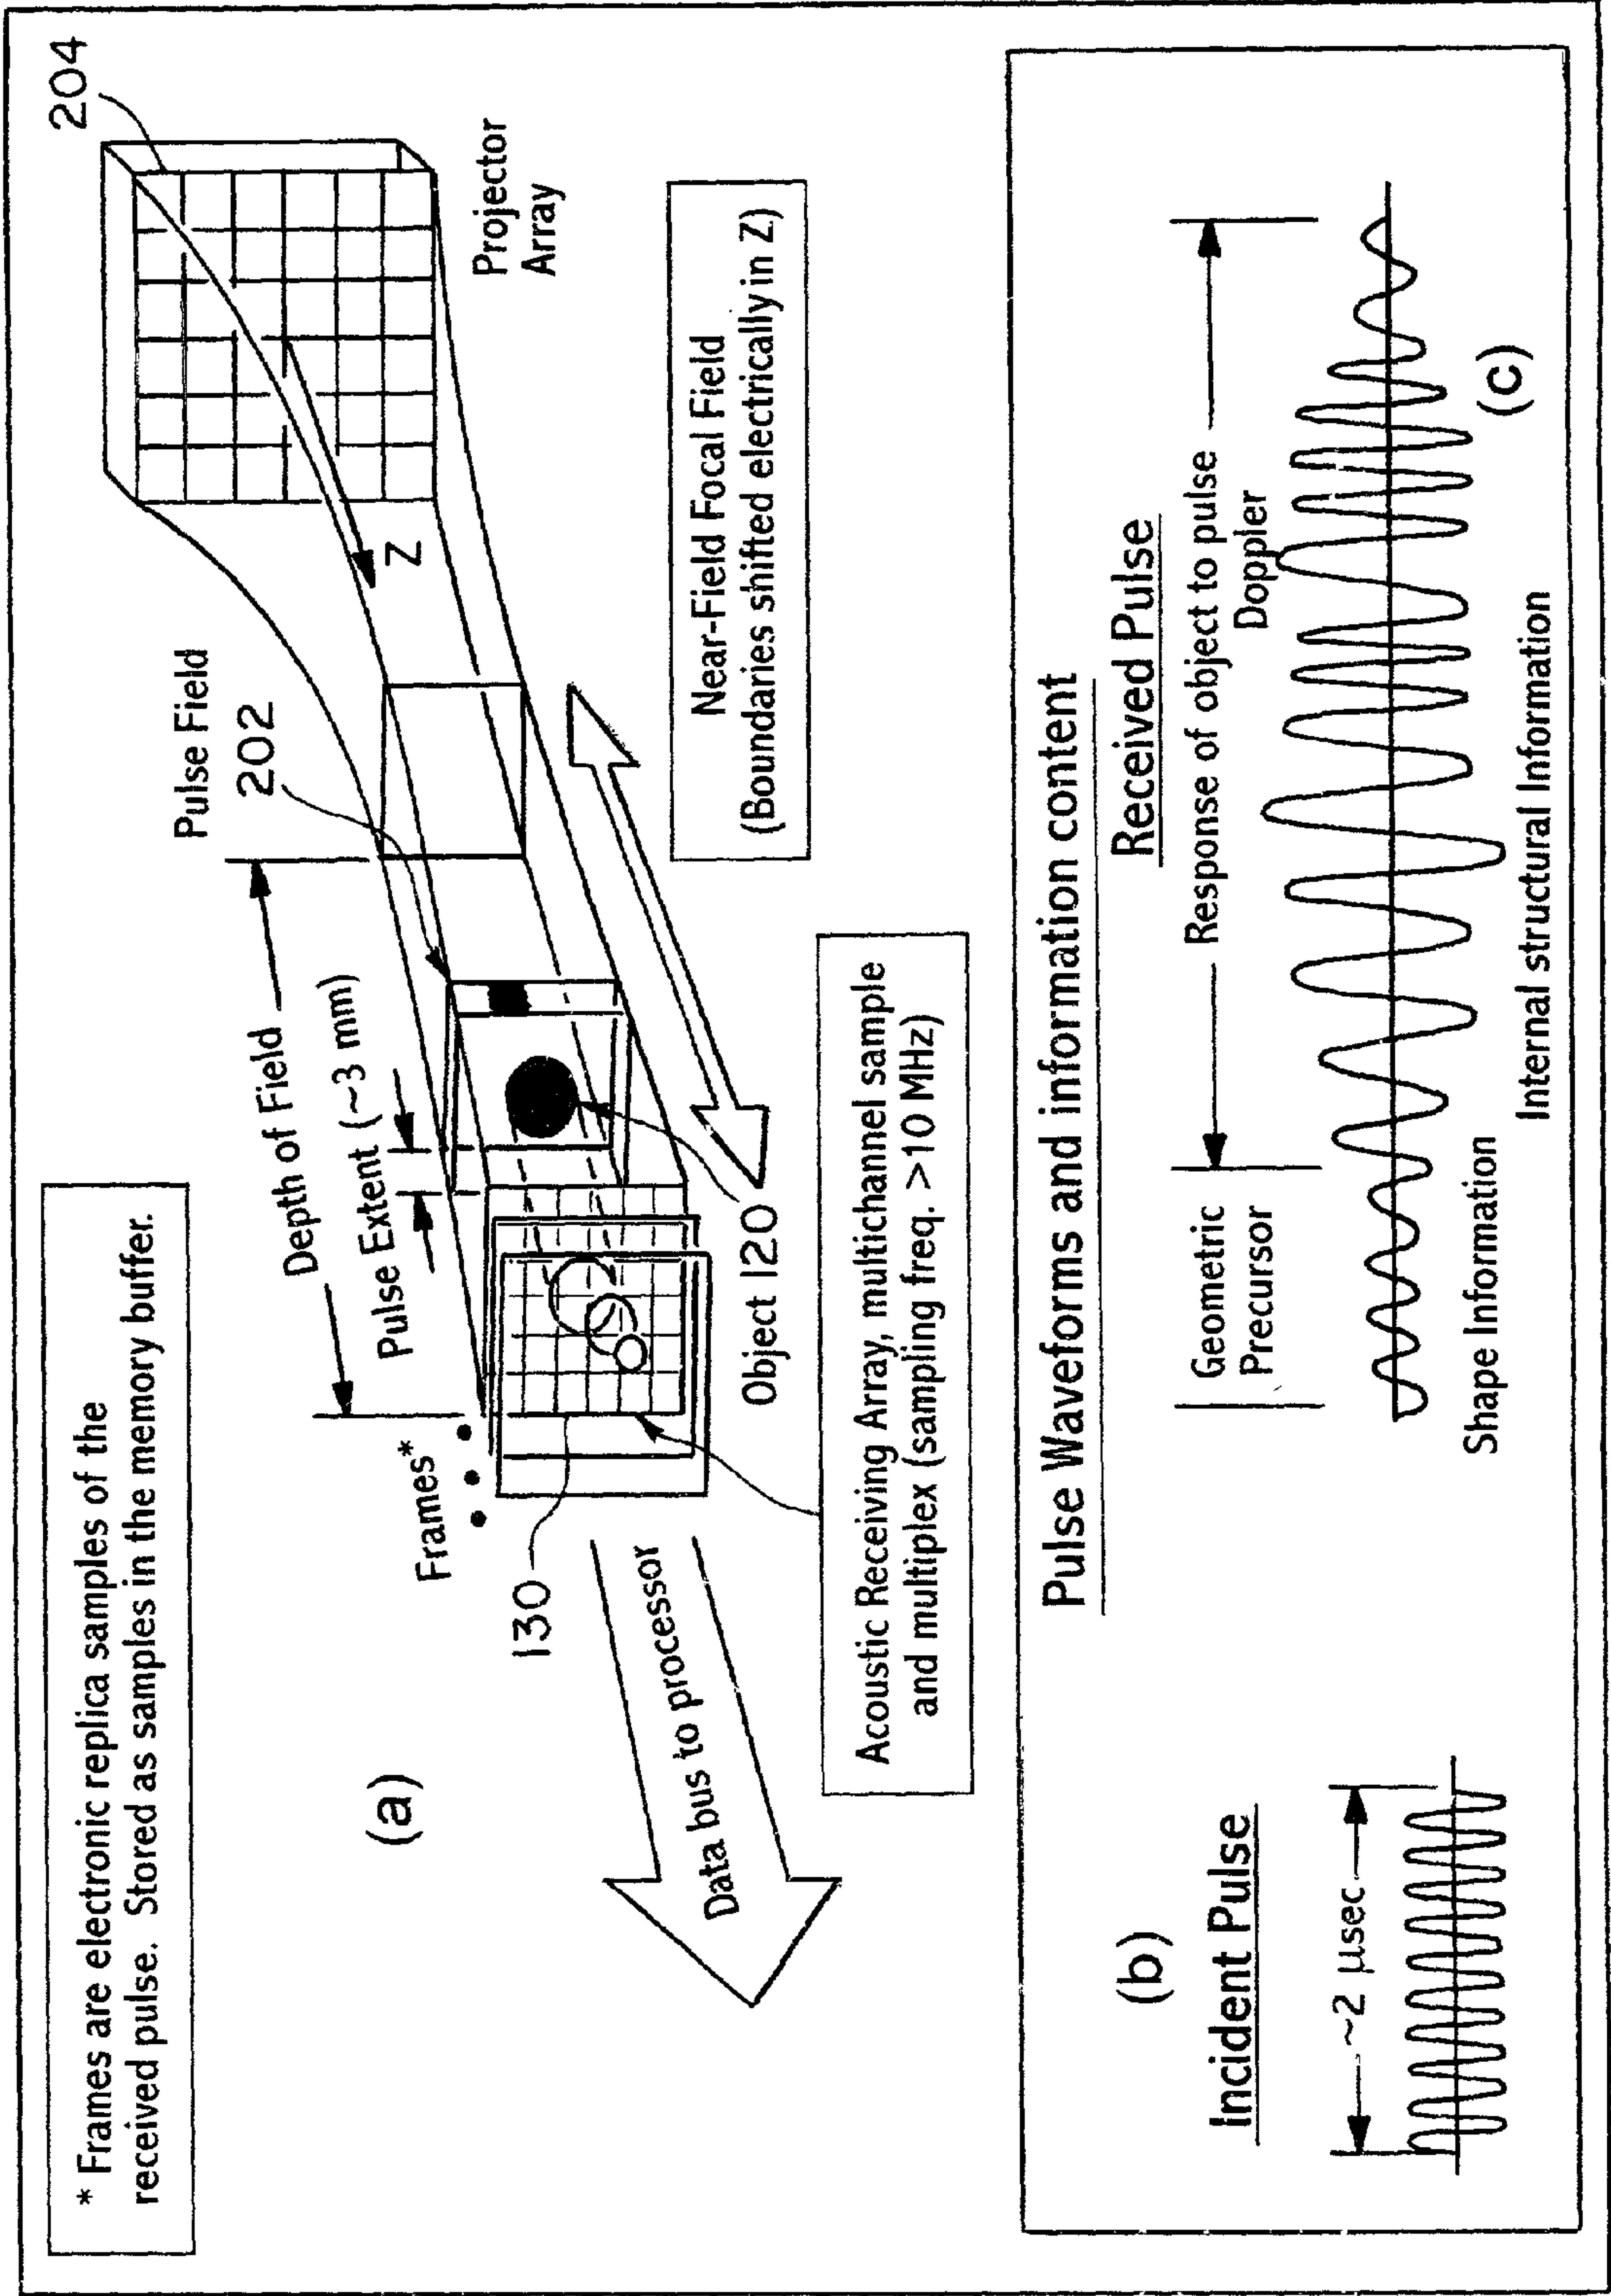 * Frames are electronic replica samples of the
received pulse. Stored as samples in the memory buffer.
(a)
Frames*
Depth of Field
Pulse Extent (~3 mm)
Pulse Field
202
204
Projector
Array
Z
130
Object 120
Data bus to processor
Near-Field Focal Field
(Boundaries shifted electrically in Z)
Acoustic Receiving Array, multichannel sample
and multiplex (sampling freq. >10 MHz)
Pulse Waveforms and information content
(b)
Incident Pulse
~2 µsec
Received Pulse
Geometric
Precursor
Response of object to pulse
Doppler
Shape Information
Internal structural Information
(c)